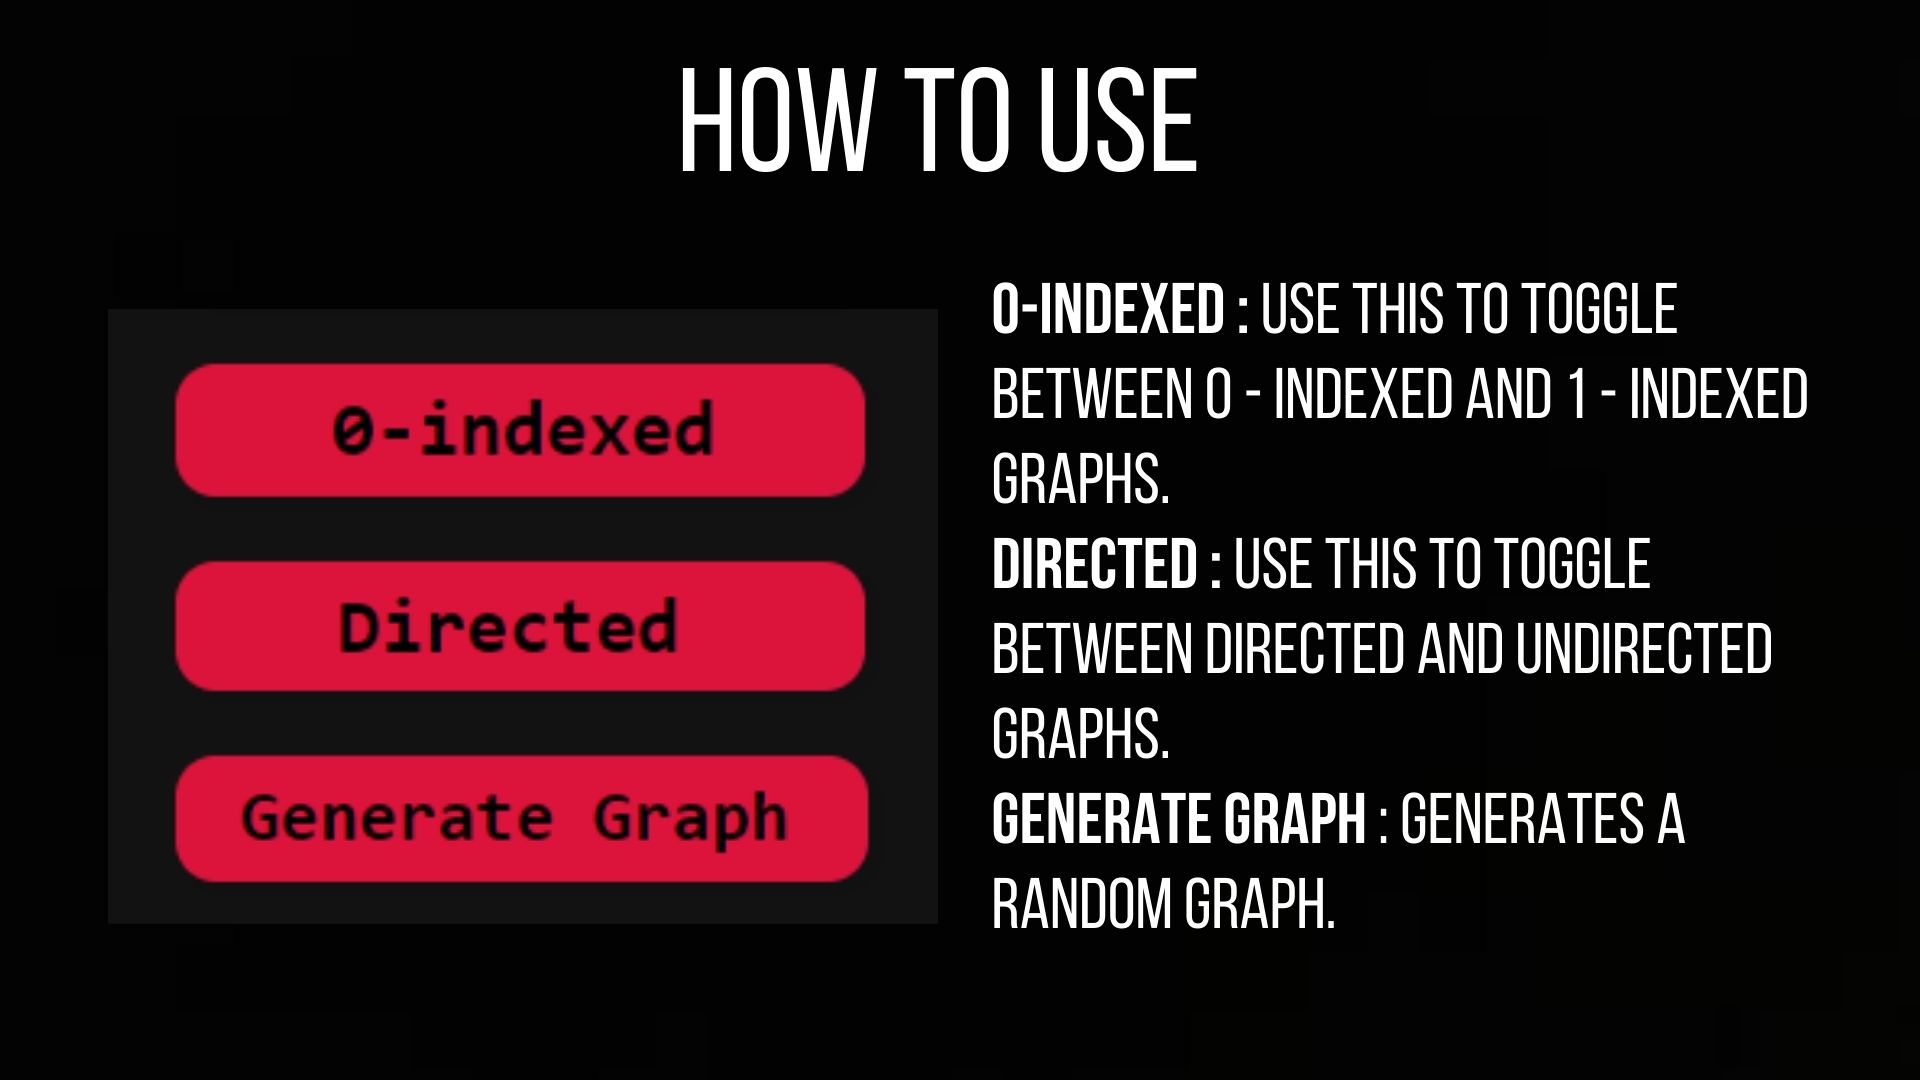 HOW TO USE
0-indexed
Directed
Generate Graph
0-INDEXED : USE THIS TO TOGGLE
BETWEEN 0 - INDEXED AND 1 - INDEXED
GRAPHS.
DIRECTED : USE THIS TO TOGGLE
BETWEEN DIRECTED AND UNDIRECTED
GRAPHS.
GENERATE GRAPH : GENERATES A
RANDOM GRAPH.